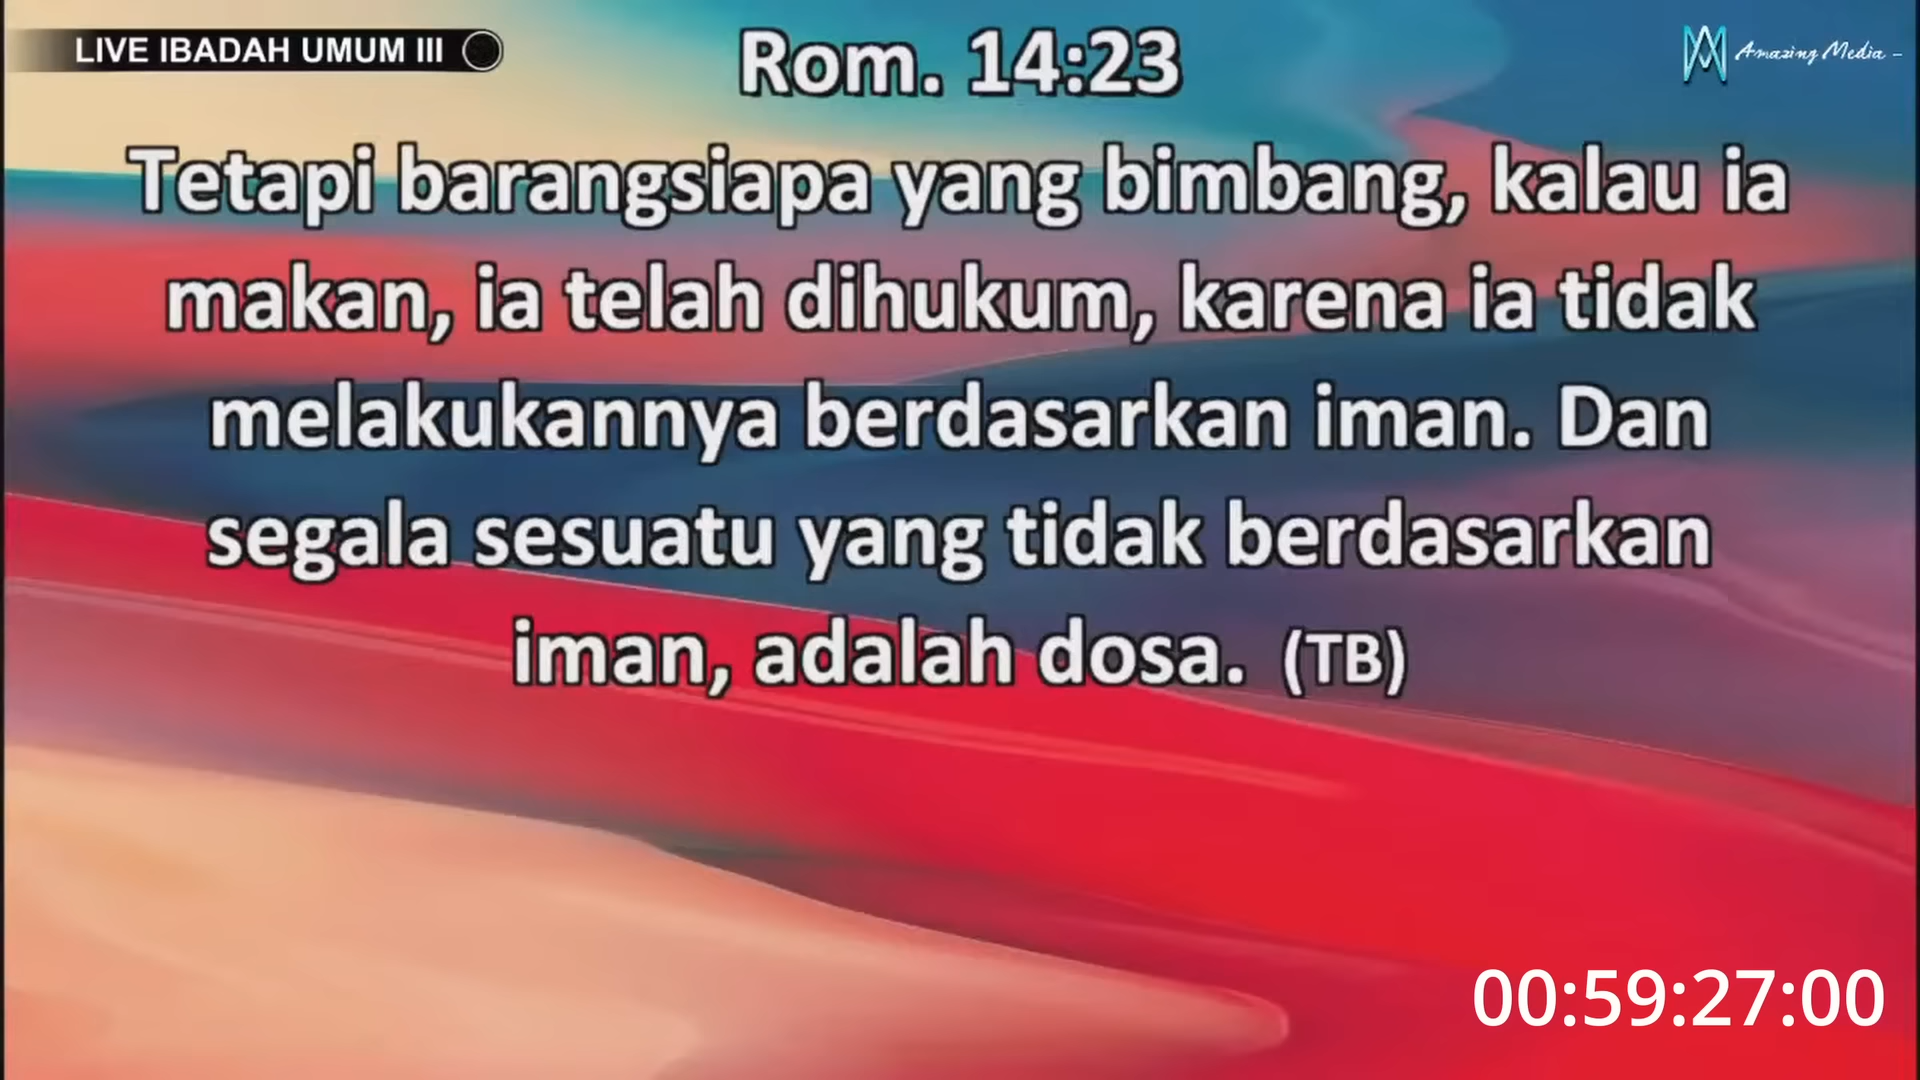 LIVE IBADAH UMUM III
Rom. 14:23
Amazing Media
Tetapi barangsiapa yang bimbang, kalau ia
makan, ia telah dihukum, karena ia tidak
melakukannya berdasarkan iman. Dan
segala sesuatu yang tidak berdasarkan
iman, adalah dosa. (TB)
00:59:27:00